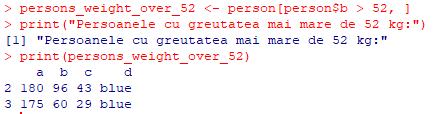 > persons_weight_over_52 <- person[person$b > 52, ]
> print("Persoanele cu greutatea mai mare de 52 kg:")
[1] "Persoanele cu greutatea mai mare de 52 kg:"
> print(persons_weight_over_52)
a b c d
2 180 96 43 blue
3 175 60 29 blue